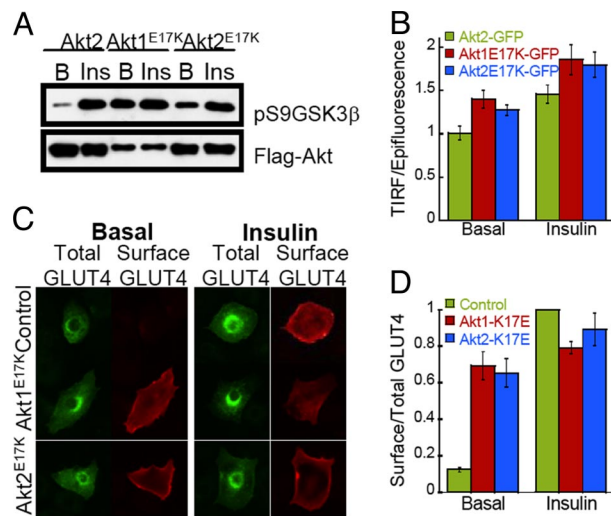 A
Akt2 Akt1E17K Akt2E17K
B Ins B Ins B Ins
pS9GSK3β
Flag-Akt
B
TIRF/Epifluorescence
2
1.5
1
0.5
0
Akt2-GFP
Akt1E17K-GFP
Akt2E17K-GFP
Basal Insulin
C
Basal Insulin
Total Surface Total Surface
GLUT4 GLUT4 GLUT4 GLUT4
Control
Akt1E17K
Akt2E17K
D
Surface/Total GLUT4
1
0.8
0.6
0.4
0.2
0
Control
Akt1-K17E
Akt2-K17E
Basal Insulin